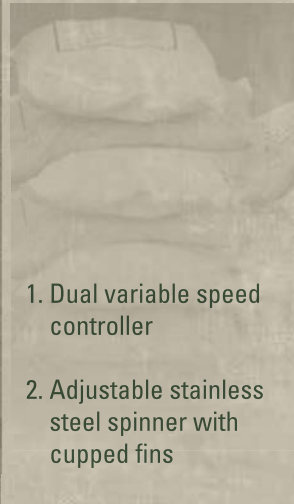 1. Dual variable speed
controller
2. Adjustable stainless
steel spinner with
cupped fins